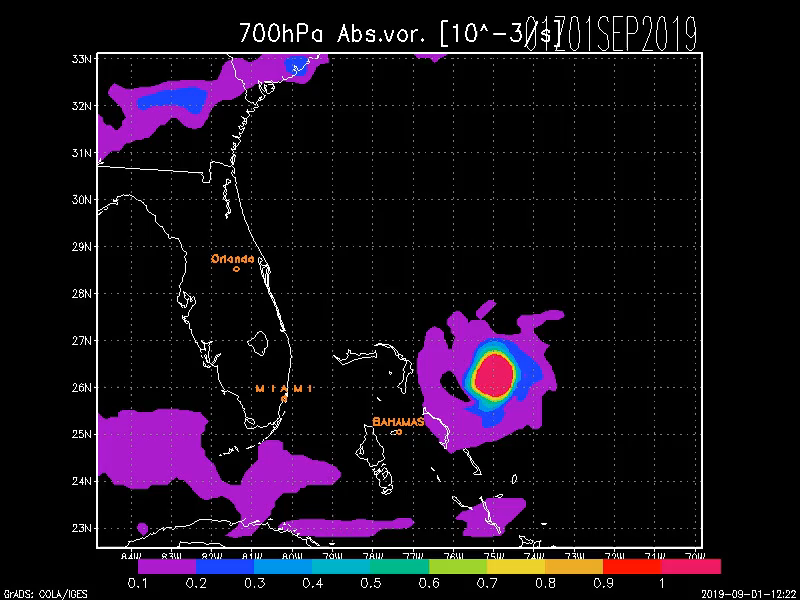 700hPa Abs.vor. [10^-3/s] 01Z01SEP2019
33N
32N
31N
30N
29N
Orlando
28N
27N
26N
MIAMI
BAHAMAS
25N
24N
23N
84W 83W 82W 81W 80W 79W 78W 77W 76W 75W 74W 73W 72W 71W 70W
0.1 0.2 0.3 0.4 0.5 0.6 0.7 0.8 0.9 1
GrADS: COLA/IGES 2019-09-01-12:22